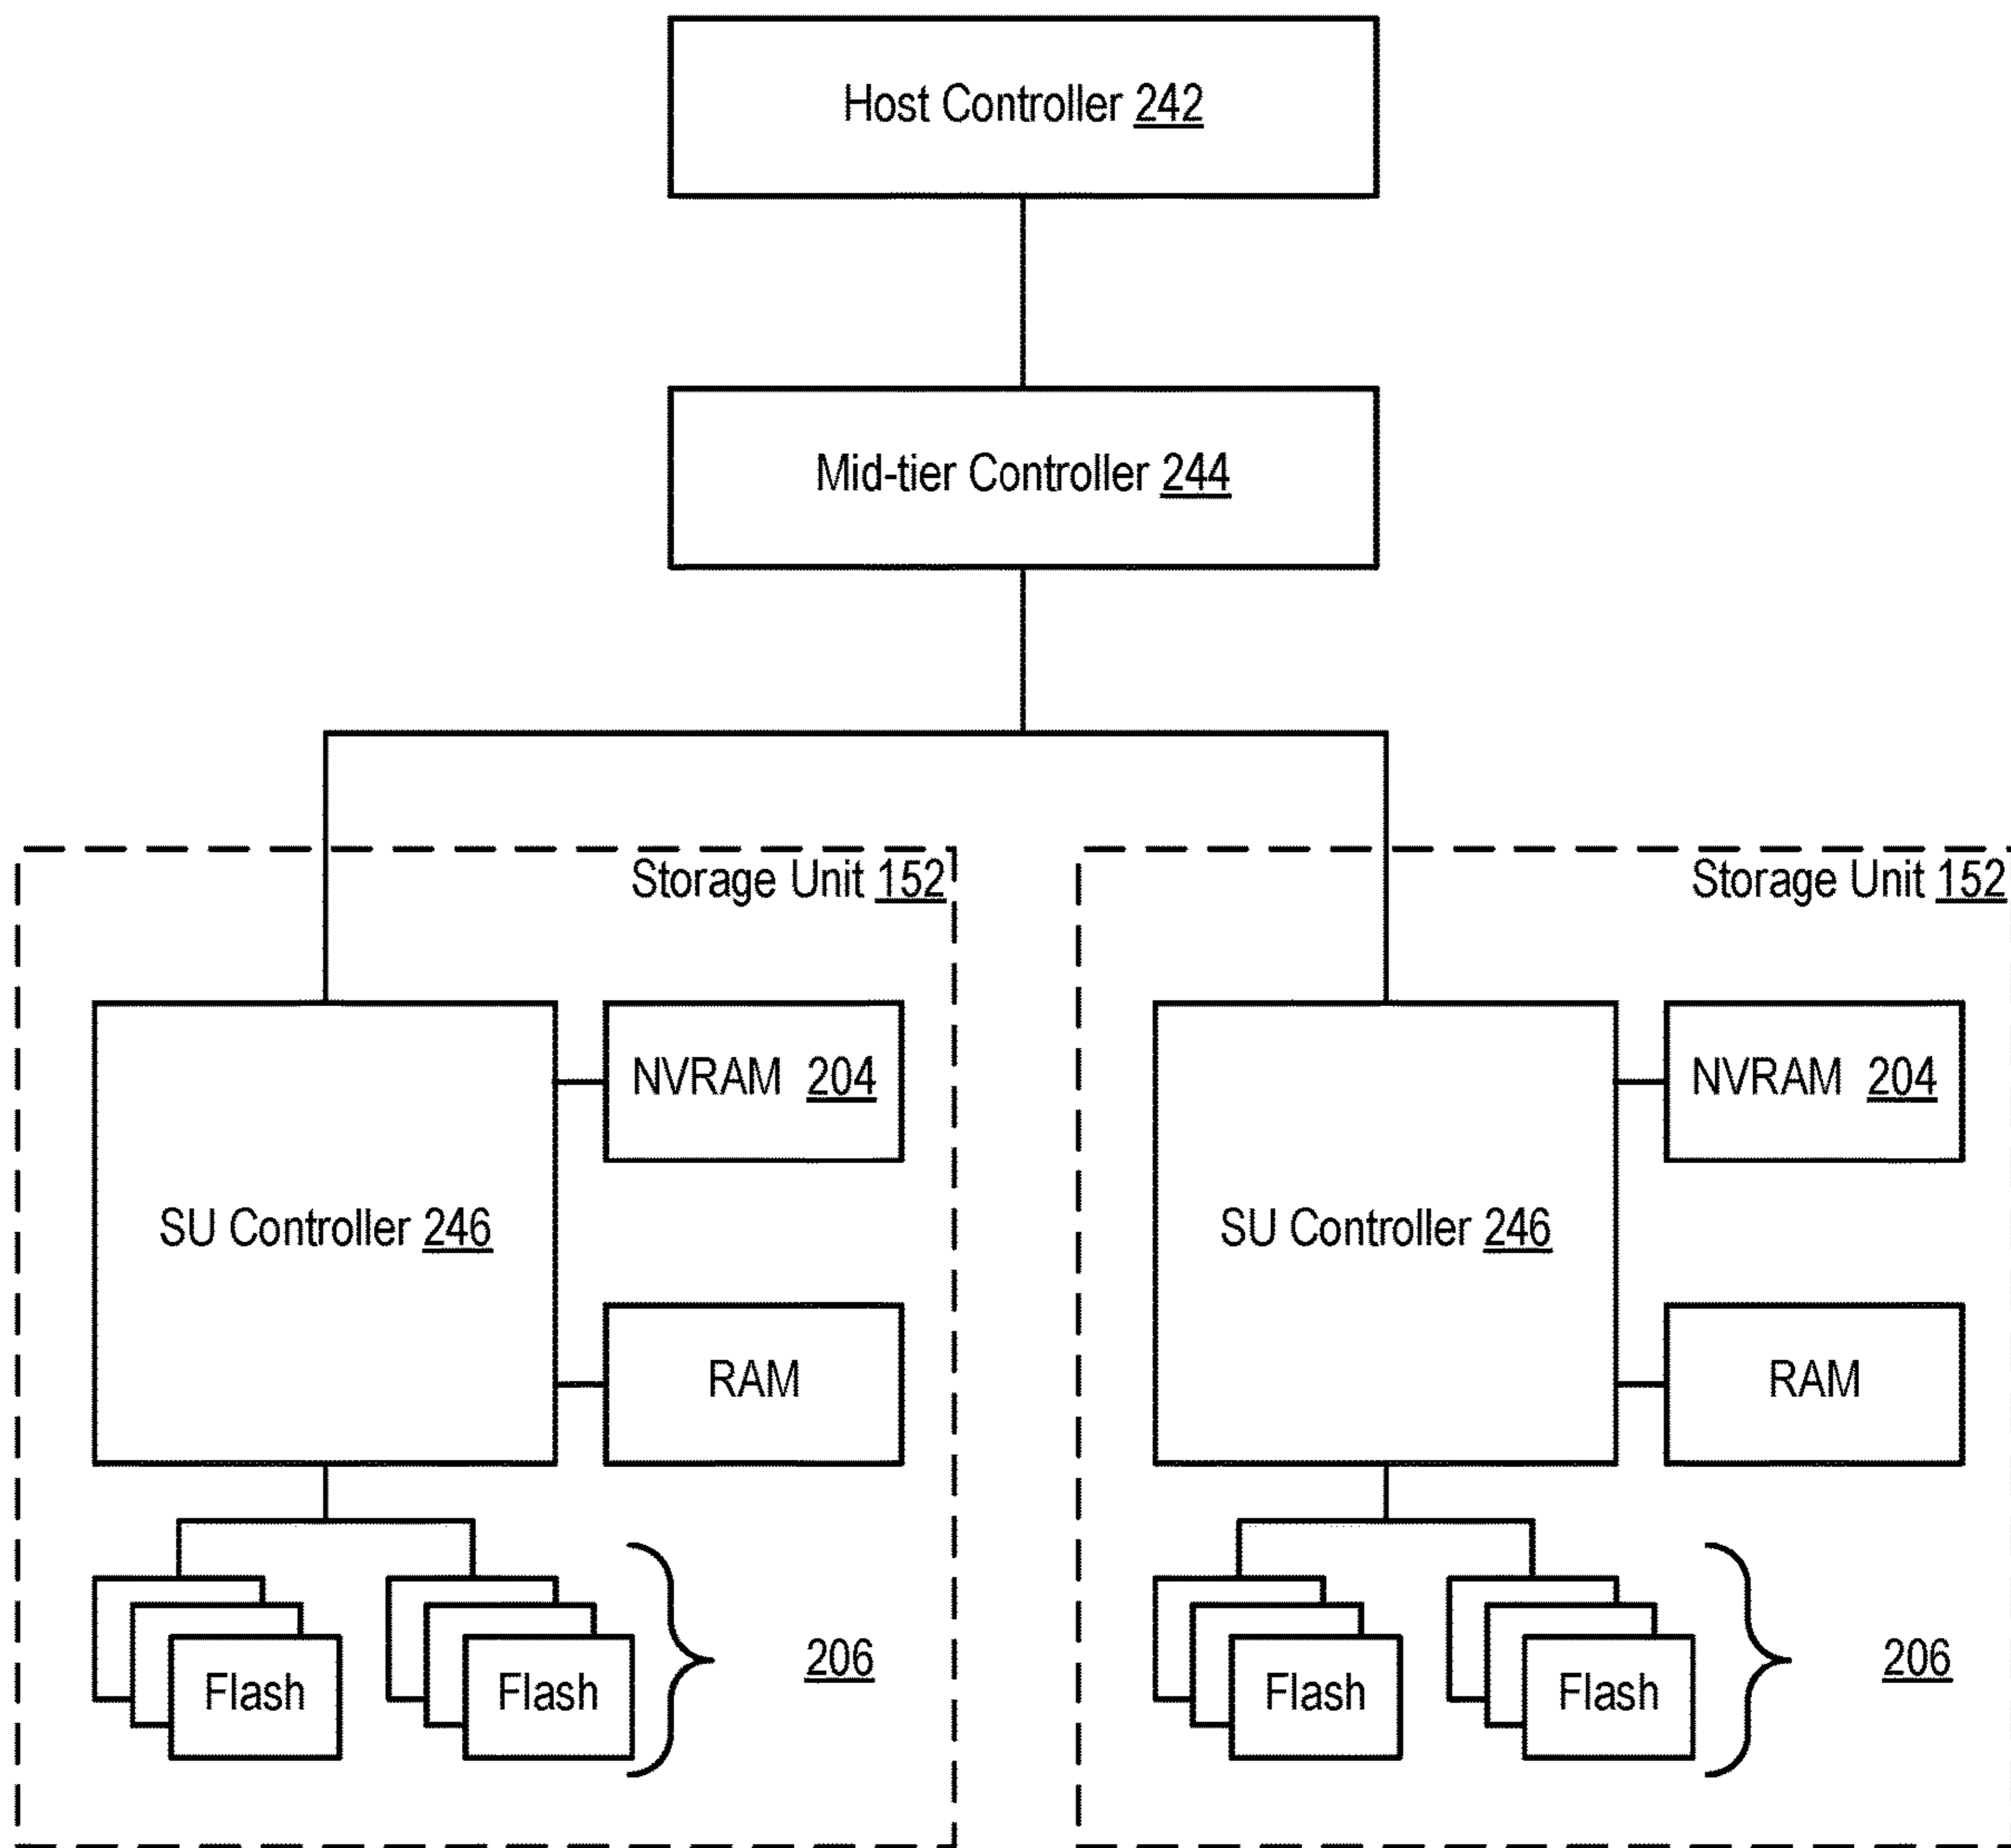 Host Controller 242
Mid-tier Controller 244
Storage Unit 152
NVRAM 204
SU Controller 246
RAM
Flash
Flash
206
Storage Unit 152
NVRAM 204
SU Controller 246
RAM
Flash
Flash
206